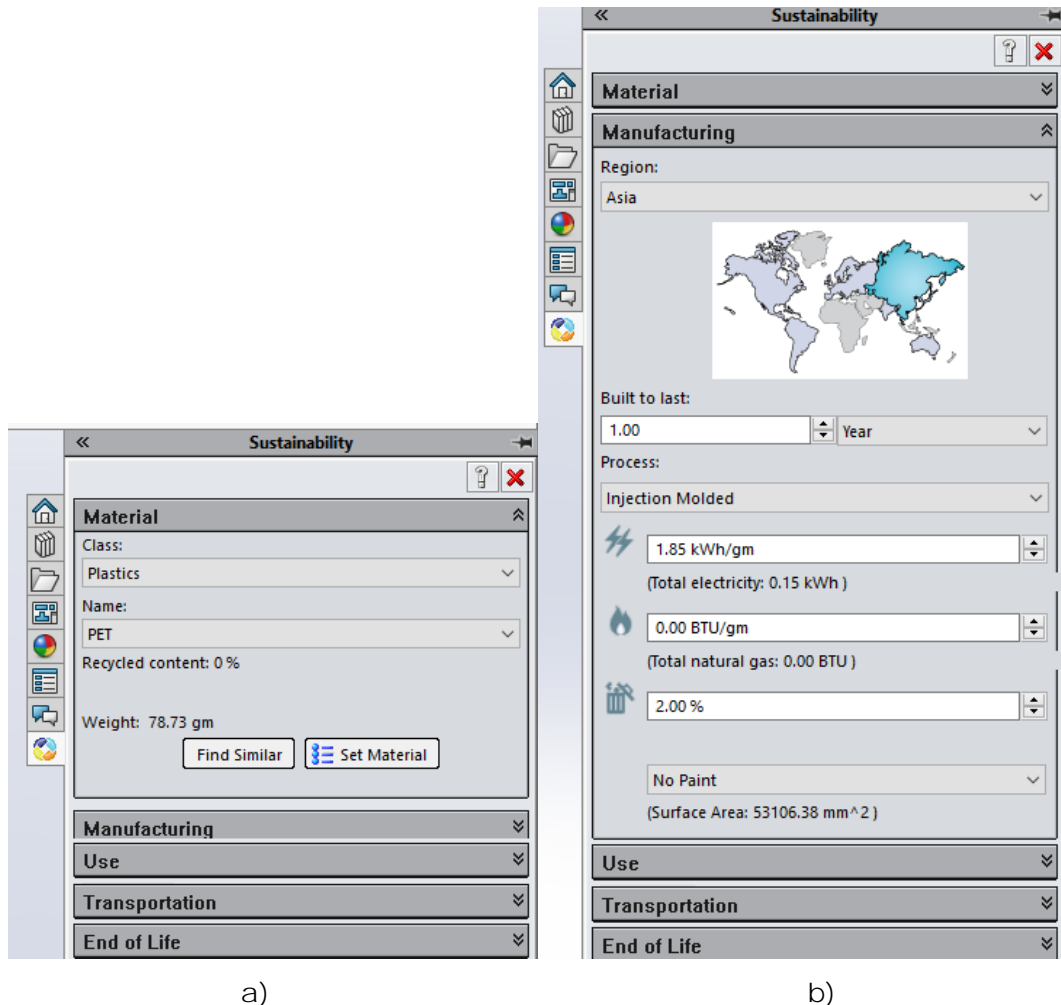 Sustainability
Material
Class:
Plastics
Name:
PET
Recycled content: 0 %
Weight: 78.73 gm
Find Similar
Set Material
Manufacturing
Use
Transportation
End of Life
a)
Sustainability
Material
Manufacturing
Region:
Asia
Built to last:
1.00
Year
Process:
Injection Molded
1.85 kWh/gm
(Total electricity: 0.15 kWh )
0.00 BTU/gm
(Total natural gas: 0.00 BTU )
2.00 %
No Paint
(Surface Area: 53106.38 mm^2 )
Use
Transportation
End of Life
b)